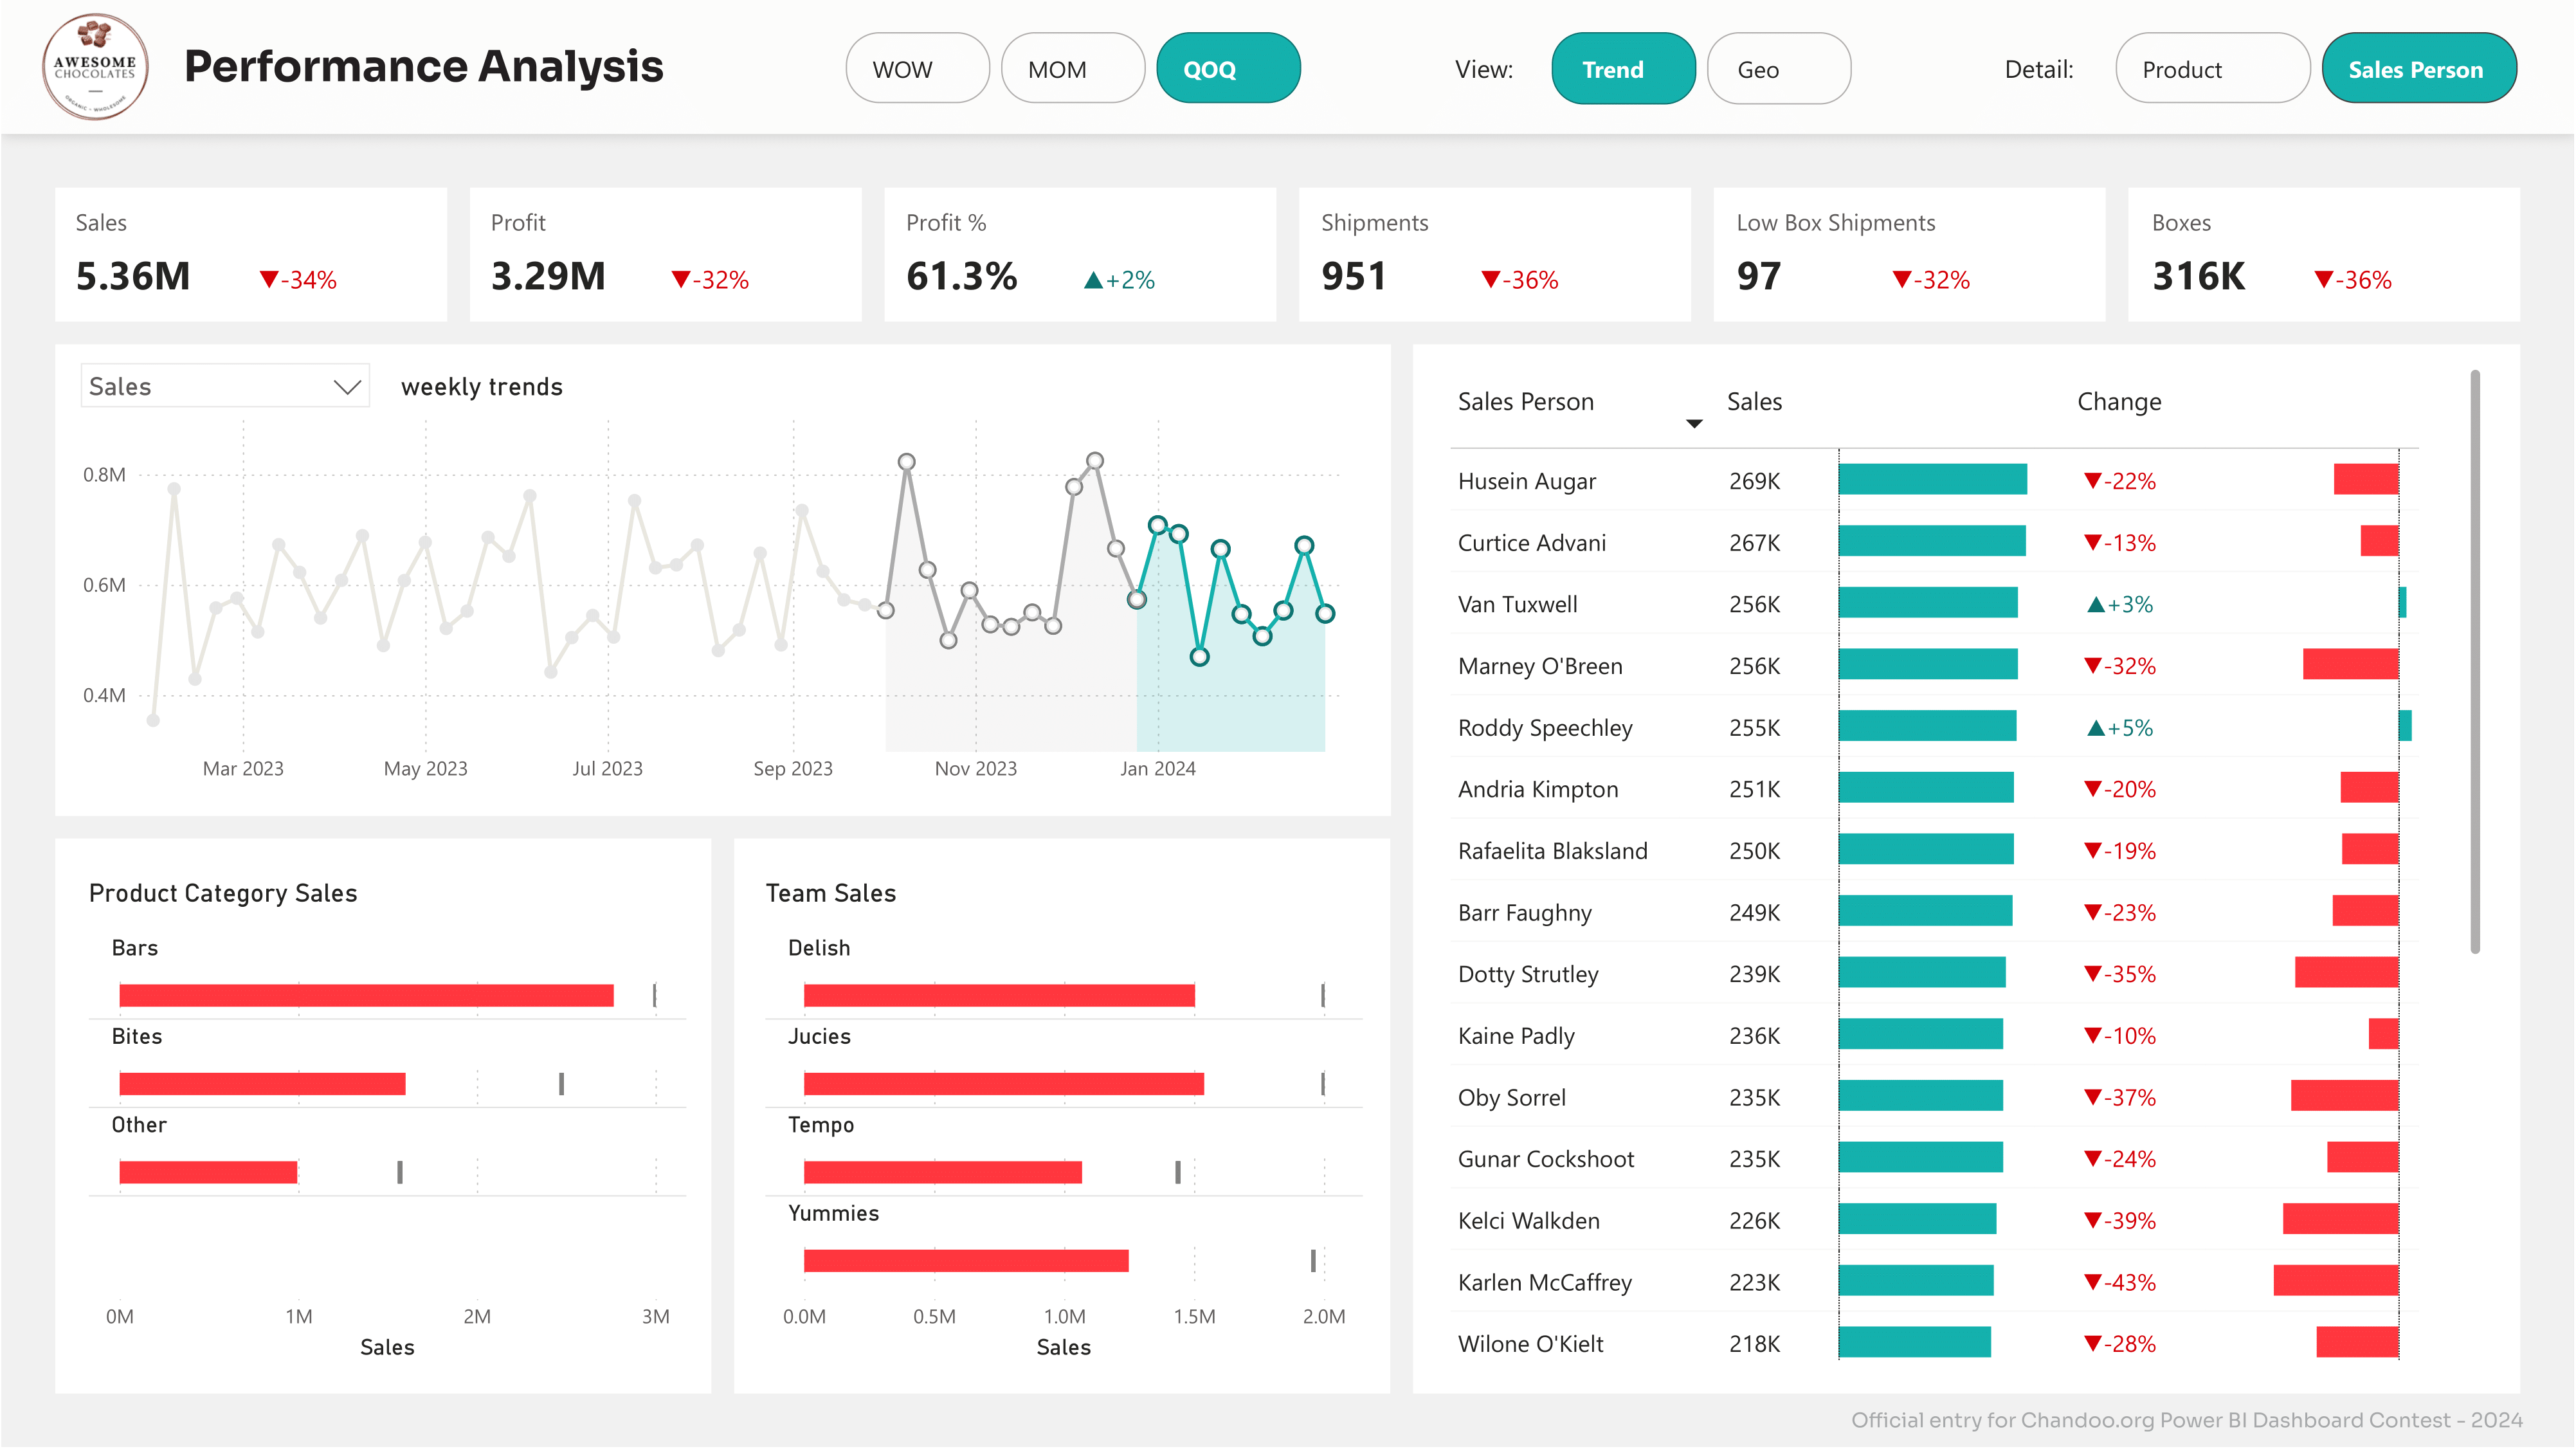 AWESOME
CHOCOLATES
ORGANIC - WHOLESOME
Performance Analysis
WOW
MOM
QOQ
View:
Trend
Geo
Detail:
Product
Sales Person
Sales
5.36M ▼-34%
Profit
3.29M ▼-32%
Profit %
61.3% ▲+2%
Shipments
951 ▼-36%
Low Box Shipments
97 ▼-32%
Boxes
316K ▼-36%
Sales weekly trends
0.8M
0.6M
0.4M
Mar 2023 May 2023 Jul 2023 Sep 2023 Nov 2023 Jan 2024
Product Category Sales
Bars
Bites
Other
0M 1M 2M 3M
Sales
Team Sales
Delish
Jucies
Tempo
Yummies
0.0M 0.5M 1.0M 1.5M 2.0M
Sales
Sales Person Sales Change
Husein Augar 269K ▼-22%
Curtice Advani 267K ▼-13%
Van Tuxwell 256K ▲+3%
Marney O'Breen 256K ▼-32%
Roddy Speechley 255K ▲+5%
Andria Kimpton 251K ▼-20%
Rafaelita Blaksland 250K ▼-19%
Barr Faughny 249K ▼-23%
Dotty Strutley 239K ▼-35%
Kaine Padly 236K ▼-10%
Oby Sorrel 235K ▼-37%
Gunar Cockshoot 235K ▼-24%
Kelci Walkden 226K ▼-39%
Karlen McCaffrey 223K ▼-43%
Wilone O'Kielt 218K ▼-28%
Official entry for Chandoo.org Power BI Dashboard Contest - 2024